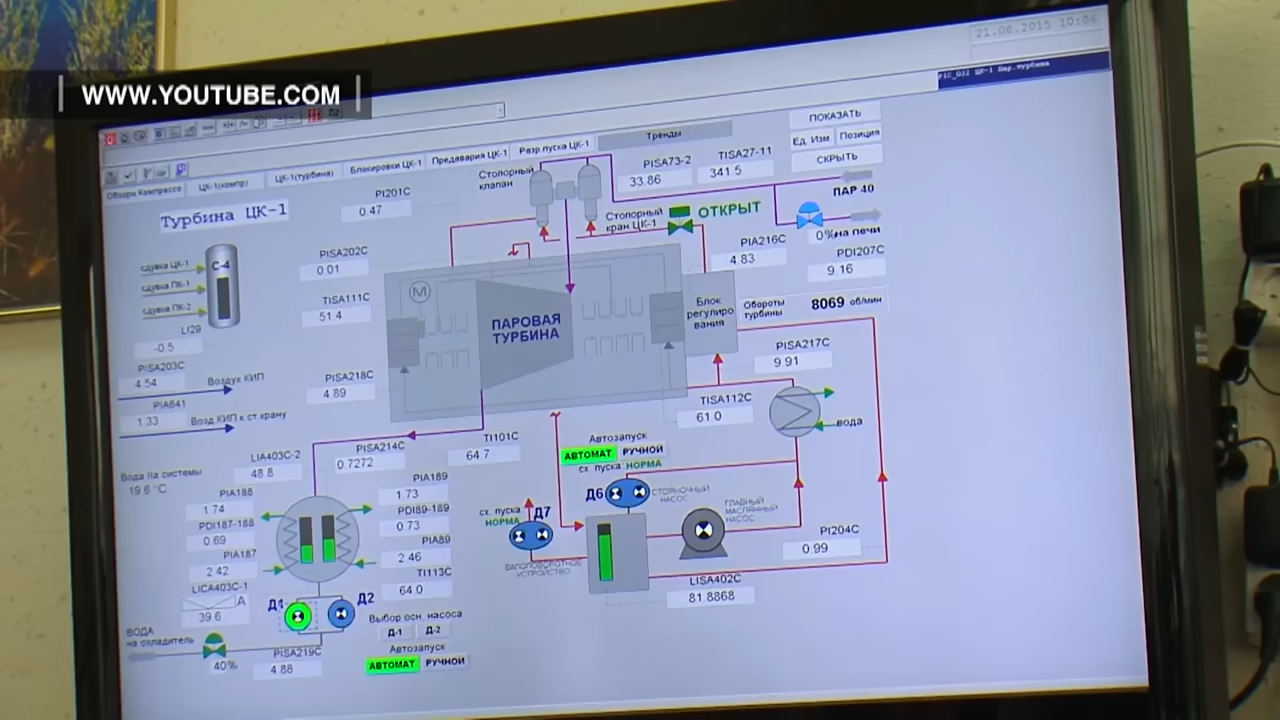 WWW.YOUTUBE.COM
21.08.2015 10:06
PIC_032 ЦК-1 Пар.турбина
Обзорн Компрессо
ЦК-1(компр)
ЦК-1(турбина)
Блокировки ЦК-1
Предавария ЦК-1
Разр.пуска ЦК-1
Тренды
ПОКАЗАТЬ
Ед. Изм
Позиция
СКРЫТЬ
Турбина ЦК-1
PI201C
0.47
Стопорный
клапан
PISA73-2
33.86
TISA27-11
341.5
ПАР 40
Стопорный
кран ЦК-1
ОТКРЫТ
0%
на печи
PIA216C
4.83
PDI207C
9.16
сдувка ЦК-1
сдувка ПК-1
сдувка ПК-2
С-4
LI29
-0.5
PISA202C
0.01
TISA111C
51.4
M
ПАРОВАЯ
ТУРБИНА
Блок
регулиро
вания
Обороты
турбины
8069 об/мин
PISA217C
9.91
PISA203C
4.54
Воздух КИП
PIA841
1.33
Возд КИП к ст.крану
PISA218C
4.89
TISA112C
61.0
вода
PISA214C
0.7272
TI101C
64.7
Автозапуск
АВТОМАТ
РУЧНОЙ
сх. пуска НОРМА
Вода IIа системы
19.6 °C
LIA403C-2
48.8
PIA188
1.74
PDI187-188
0.69
PIA187
2.42
LICA403C-1
A
39.6
PIA189
1.73
PDI89-189
0.73
PIA89
2.46
TI113C
64.0
сх. пуска
НОРМА
Д7
Д6
СТОЯНОЧНЫЙ
НАСОС
ГЛАВНЫЙ
МАСЛЯНЫЙ
НАСОС
ВАЛОПОВОРОТНОЕ
УСТРОЙСТВО
PI204C
0.99
LISA402C
81.8868
Д1
Д2
Выбор осн. насоса
Д-1
Д-2
Автозапуск
АВТОМАТ
РУЧНОЙ
ВОДА
на охладитель
40%
PISA219C
4.88